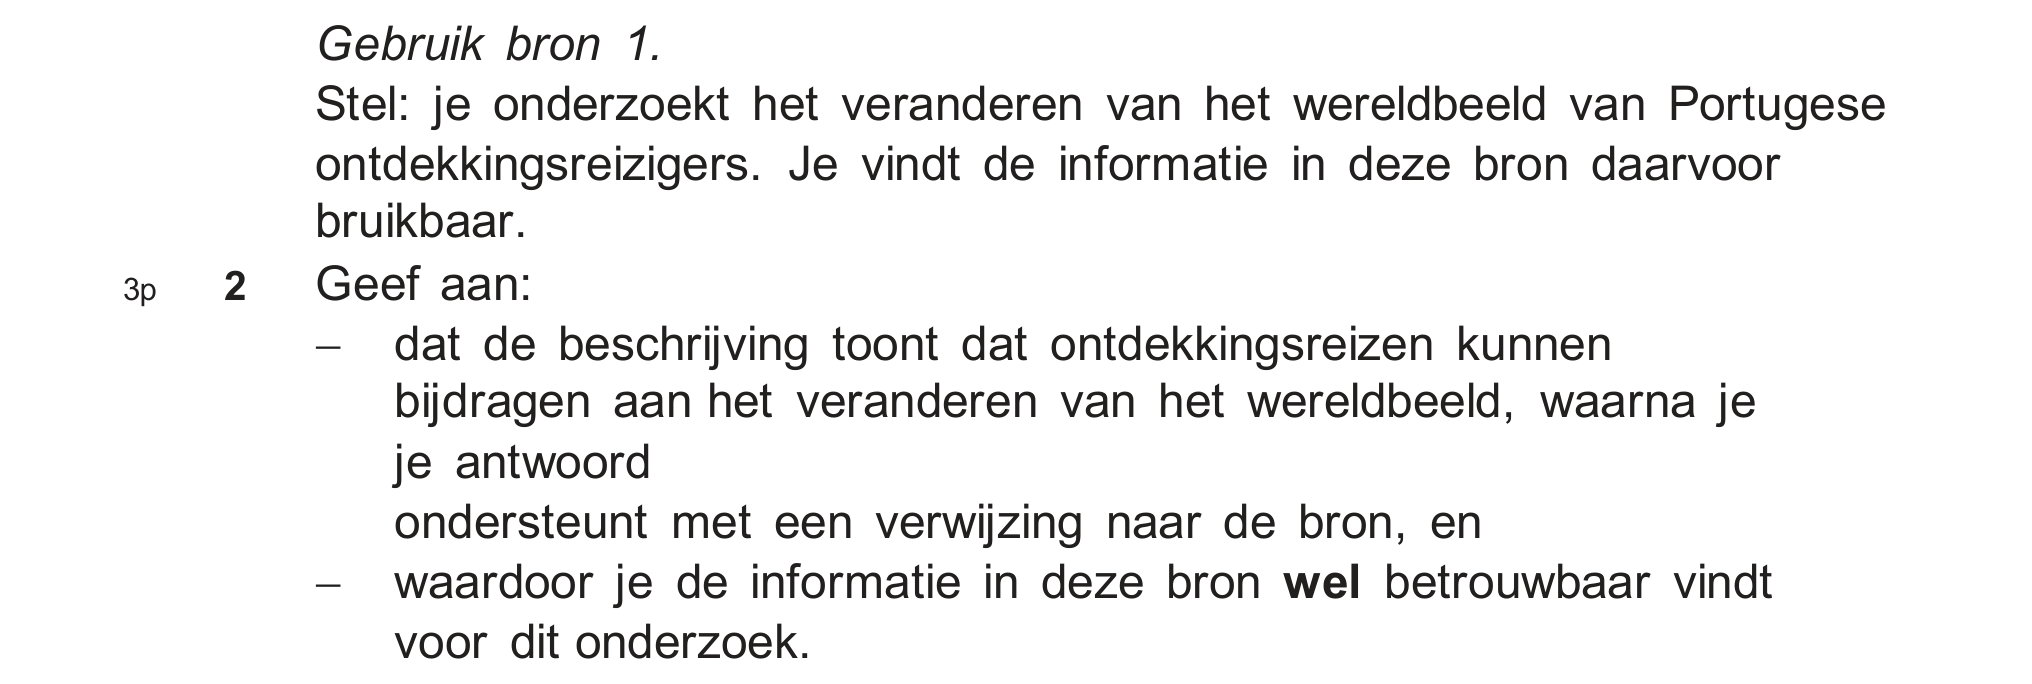 Gebruik bron 1.
Stel: je onderzoekt het veranderen van het wereldbeeld van Portugese
ontdekkingsreizigers. Je vindt de informatie in deze bron daarvoor
bruikbaar.
3p 2 Geef aan:
− dat de beschrijving toont dat ontdekkingsreizen kunnen
bijdragen aan het veranderen van het wereldbeeld, waarna je
je antwoord
ondersteunt met een verwijzing naar de bron, en
− waardoor je de informatie in deze bron wel betrouwbaar vindt
voor dit onderzoek.